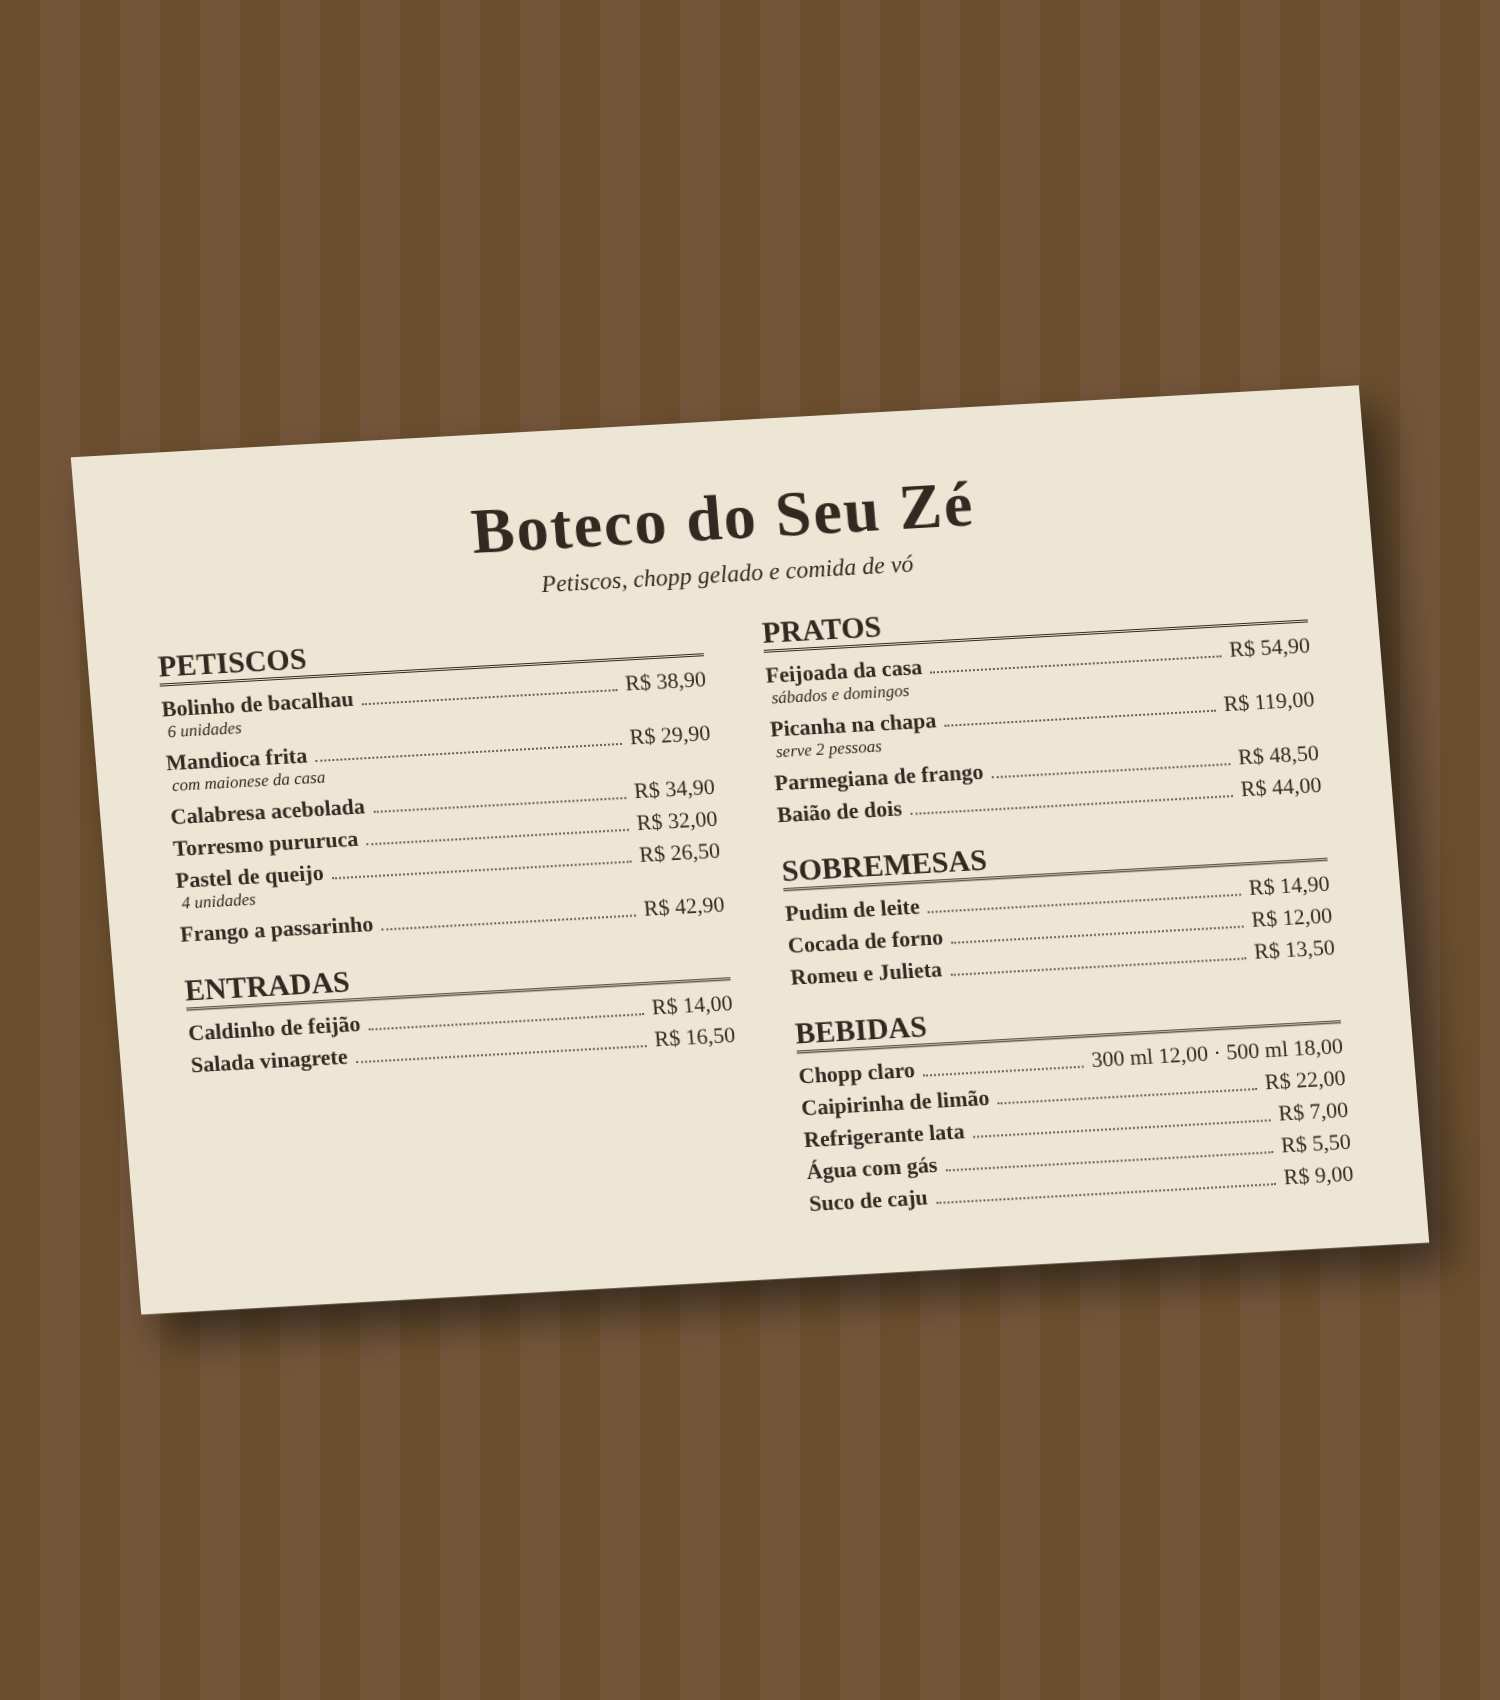 Boteco do Seu Zé
Petiscos, chopp gelado e comida de vó
PETISCOS
Bolinho de bacalhau R$ 38,90
6 unidades
Mandioca frita R$ 29,90
com maionese da casa
Calabresa acebolada R$ 34,90
Torresmo pururuca R$ 32,00
Pastel de queijo R$ 26,50
4 unidades
Frango a passarinho R$ 42,90
ENTRADAS
Caldinho de feijão R$ 14,00
Salada vinagrete R$ 16,50
PRATOS
Feijoada da casa R$ 54,90
sábados e domingos
Picanha na chapa R$ 119,00
serve 2 pessoas
Parmegiana de frango R$ 48,50
Baião de dois R$ 44,00
SOBREMESAS
Pudim de leite R$ 14,90
Cocada de forno R$ 12,00
Romeu e Julieta R$ 13,50
BEBIDAS
Chopp claro 300 ml 12,00 · 500 ml 18,00
Caipirinha de limão R$ 22,00
Refrigerante lata R$ 7,00
Água com gás R$ 5,50
Suco de caju R$ 9,00